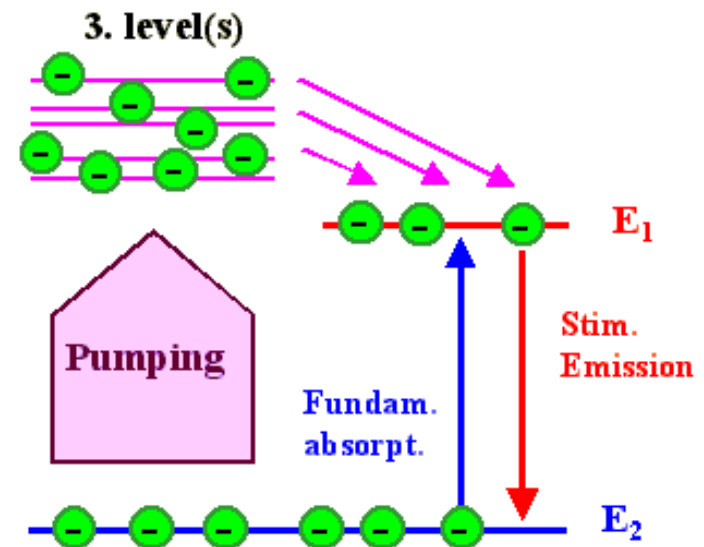 3. level(s)
E₁
Pumping
Stim.
Emission
Fundam.
absorpt.
E₂